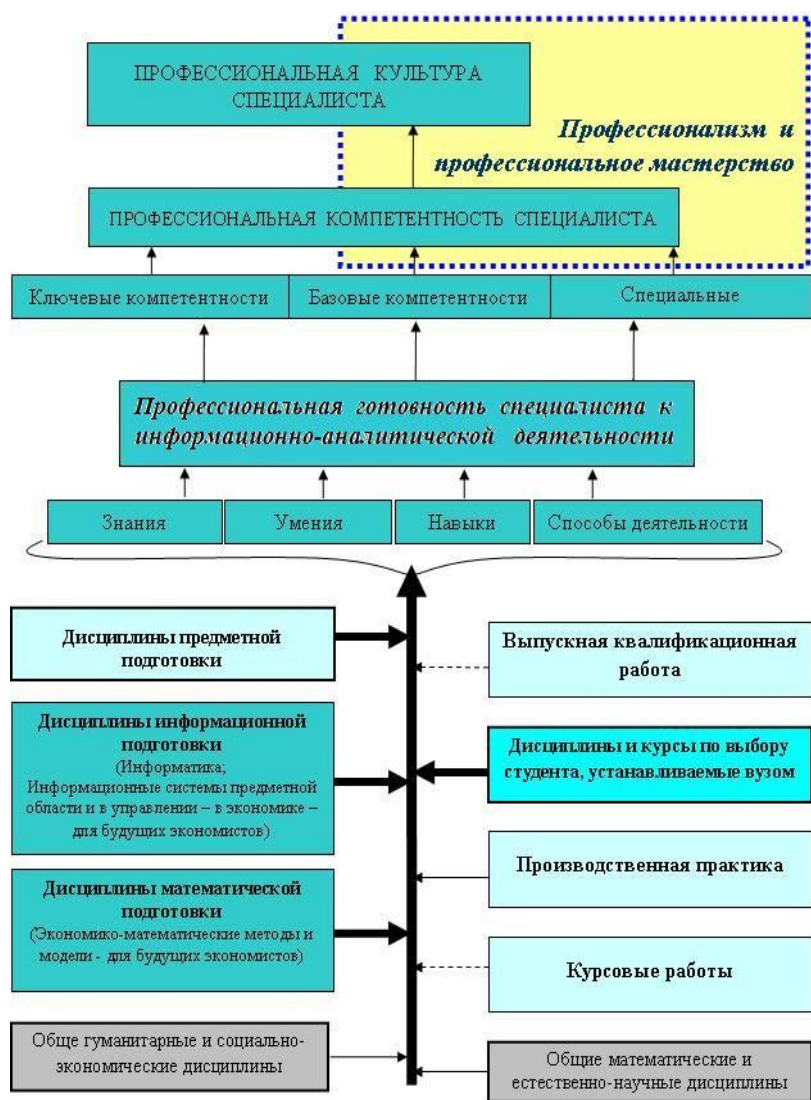 ПРОФЕССИОНАЛЬНАЯ КУЛЬТУРА
СПЕЦИАЛИСТА
Профессионализм и
профессиональное мастерство
ПРОФЕССИОНАЛЬНАЯ КОМПЕТЕНТНОСТЬ СПЕЦИАЛИСТА
Ключевые компетентности
Базовые компетентности
Специальные
Профессиональная готовность специалиста к
информационно-аналитической деятельности
Знания
Умения
Навыки
Способы деятельности
Дисциплины предметной
подготовки
Выпускная квалификационная
работа
Дисциплины информационной
подготовки
(Информатика;
Информационные системы предметной
области и в управлении – в экономике –
для будущих экономистов)
Дисциплины и курсы по выбору
студента, устанавливаемые вузом
Производственная практика
Дисциплины математической
подготовки
(Экономико-математические методы и
модели - для будущих экономистов)
Курсовые работы
Обще гуманитарные и социально-
экономические дисциплины
Общие математические и
естественно-научные дисциплины